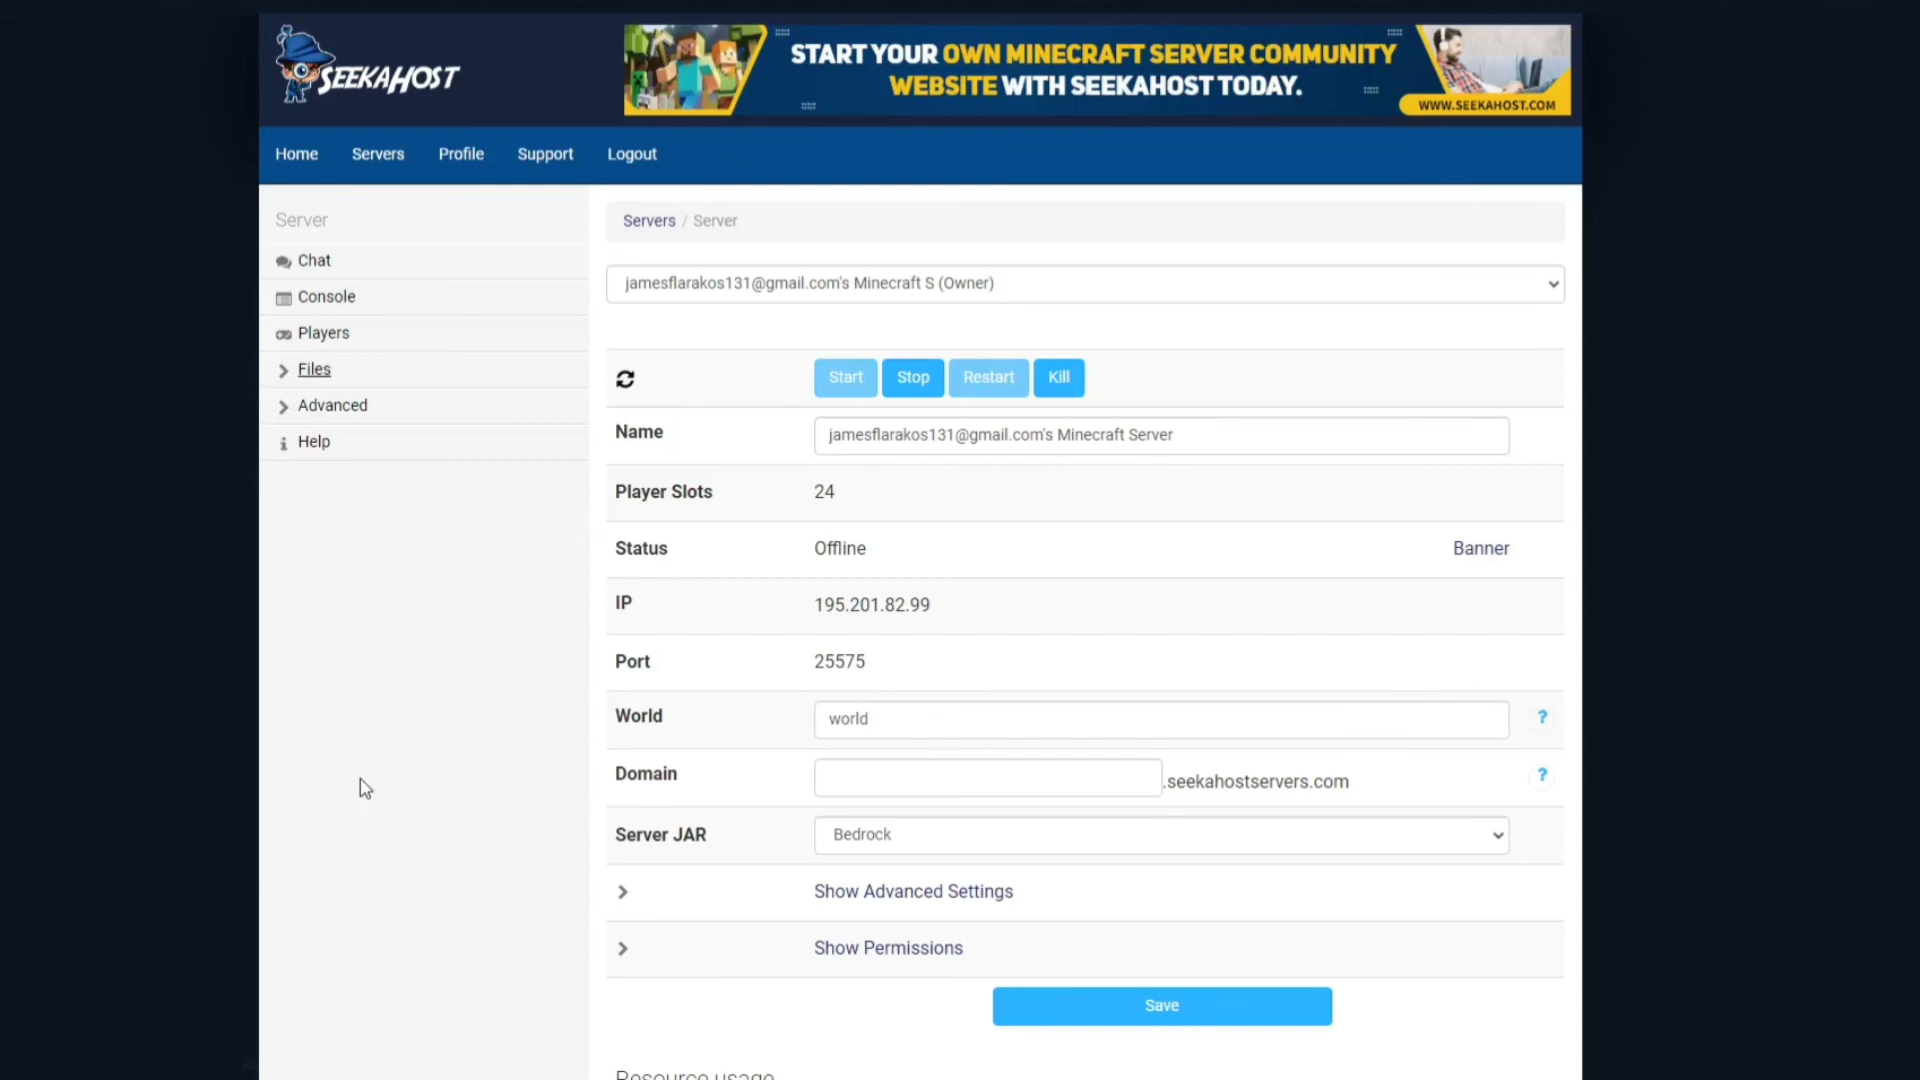 SEEKAHOST
START YOUR OWN MINECRAFT SERVER COMMUNITY
WEBSITE WITH SEEKAHOST TODAY.
WWW.SEEKAHOST.COM
Home Servers Profile Support Logout
Server
Chat
Console
Players
Files
Advanced
Help
Servers / Server
jamesflarakos131@gmail.com's Minecraft S (Owner)
Start Stop Restart Kill
Name jamesflarakos131@gmail.com's Minecraft Server
Player Slots 24
Status Offline Banner
IP 195.201.82.99
Port 25575
World world ?
Domain .seekahostservers.com ?
Server JAR Bedrock
Show Advanced Settings
Show Permissions
Save
Resource usage